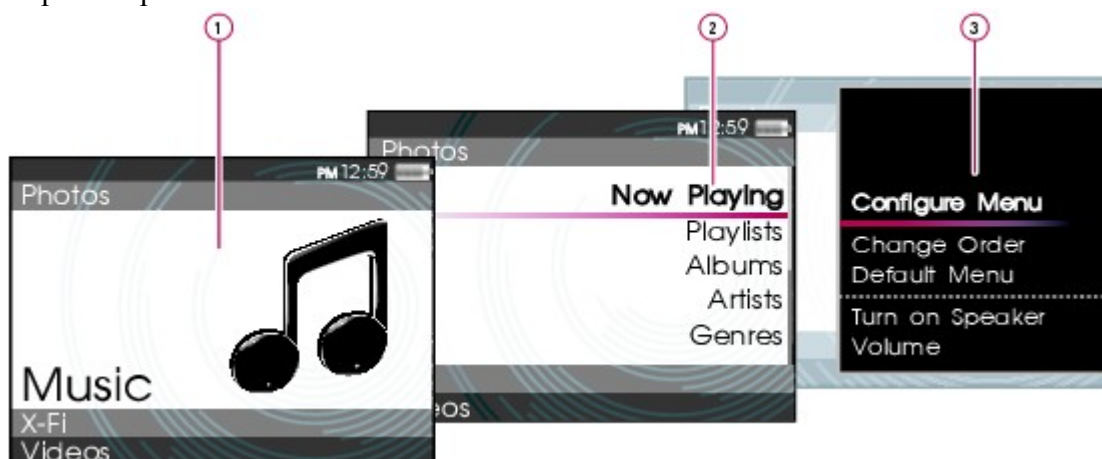 1
2
3
PM 12:59
Photos
Music
X-Fi
Videos
PM 12:59
Photos
Now Playing
Playlists
Albums
Artists
Genres
eos
Configure Menu
Change Order
Default Menu
Turn on Speaker
Volume